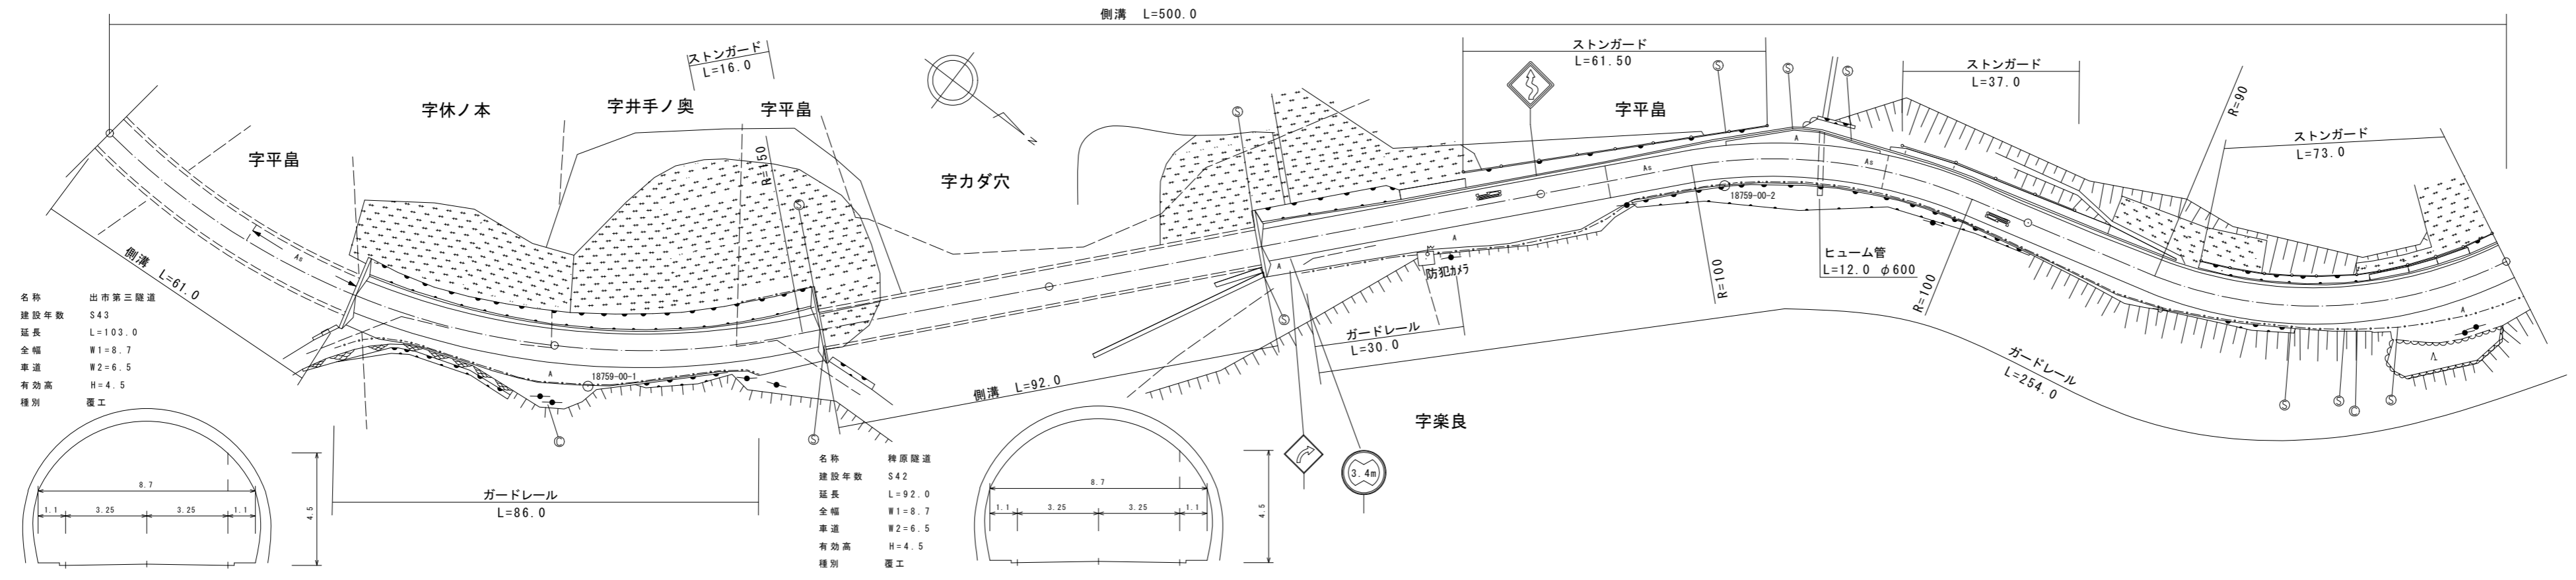 側溝 L=500.0
ストンガード
L=16.0
ストンガード
L=61.50
ストンガード
L=37.0
ストンガード
L=73.0
R=90
字平畠
字休ノ本
字井手ノ奥
字平畠
R=150
字カダ穴
N
字平畠
S
S
S
S
S
A
As
As
As
A
A
A
A
A
18759-00-1
18759-00-2
側溝 L=61.0
ヒューム管
L=12.0 φ600
防犯カメラ
R=100
R=100
ガードレール
L=30.0
ガードレール
L=254.0
側溝 L=92.0
字楽良
S
S
C
S
S
C
S
3.4m
ガードレール
L=86.0
名称 出市第三隧道
建設年数 S43
延長 L=103.0
全幅 W1=8.7
車道 W2=6.5
有効高 H=4.5
種別 覆工
8.7
1.1 3.25 3.25 1.1
4.5
名称 稗原隧道
建設年数 S42
延長 L=92.0
全幅 W1=8.7
車道 W2=6.5
有効高 H=4.5
種別 覆工
8.7
1.1 3.25 3.25 1.1
4.5